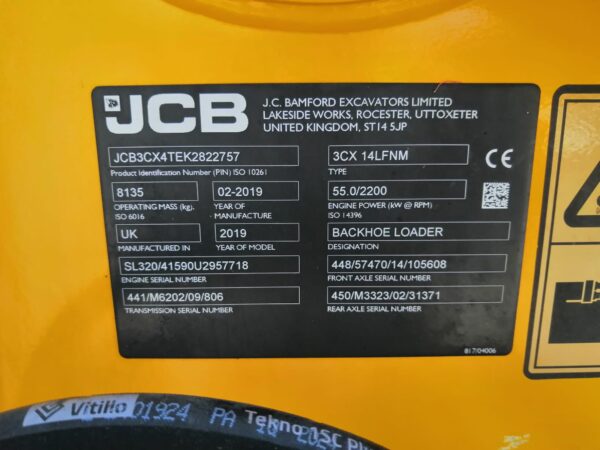 JCB
J.C. BAMFORD EXCAVATORS LIMITED
LAKESIDE WORKS, ROCESTER, UTTOXETER
UNITED KINGDOM, ST14 5JP
JCB3CX4TEK2822757
Product Identification Number (PIN) ISO 10261
3CX 14LFNM
TYPE
CE
8135
OPERATING MASS (kg),
ISO 6016
02-2019
YEAR OF
MANUFACTURE
55.0/2200
ENGINE POWER (kW @ RPM)
ISO 14396
UK
MANUFACTURED IN
2019
YEAR OF MODEL
BACKHOE LOADER
DESIGNATION
SL320/41590U2957718
ENGINE SERIAL NUMBER
448/57470/14/105608
FRONT AXLE SERIAL NUMBER
441/M6202/09/806
TRANSMISSION SERIAL NUMBER
450/M3323/02/31371
REAR AXLE SERIAL NUMBER
817/04006
Vitillo 01924 PA 1Q
Tekno 1SC